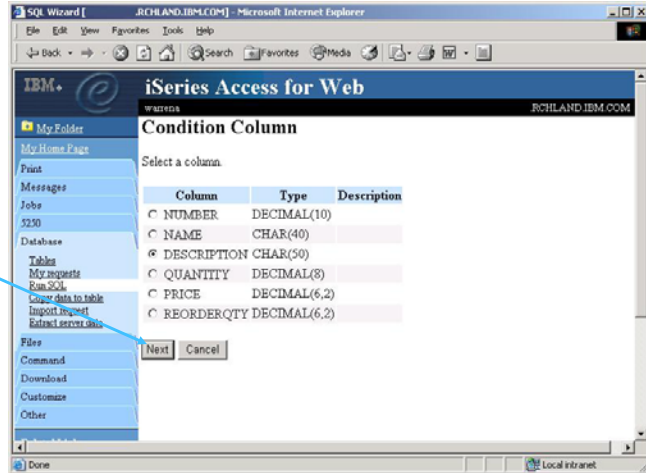 SQL Wizard [ .RCHLAND.IBM.COM] - Microsoft Internet Explorer
File Edit View Favorites Tools Help
Back Search Favorites Media
IBM iSeries Access for Web
warrena .RCHLAND.IBM.COM
My Folder
My Home Page
Print
Messages
Jobs
5250
Database
Tables
My requests
Run SQL
Copy data to table
Import request
Extract server data
Files
Command
Download
Customize
Other
Condition Column
Select a column.
Column Type Description
NUMBER DECIMAL(10)
NAME CHAR(40)
DESCRIPTION CHAR(50)
QUANTITY DECIMAL(8)
PRICE DECIMAL(6,2)
REORDERQTY DECIMAL(6,2)
Next Cancel
Done Local intranet